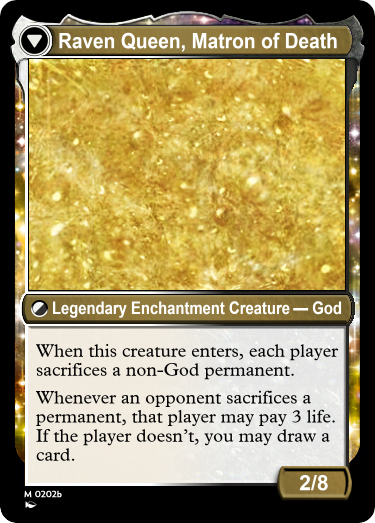 Raven Queen, Matron of Death
Legendary Enchantment Creature — God
When this creature enters, each player
sacrifices a non-God permanent.
Whenever an opponent sacrifices a
permanent, that player may pay 3 life.
If the player doesn't, you may draw a
card.
2/8
M 0202b